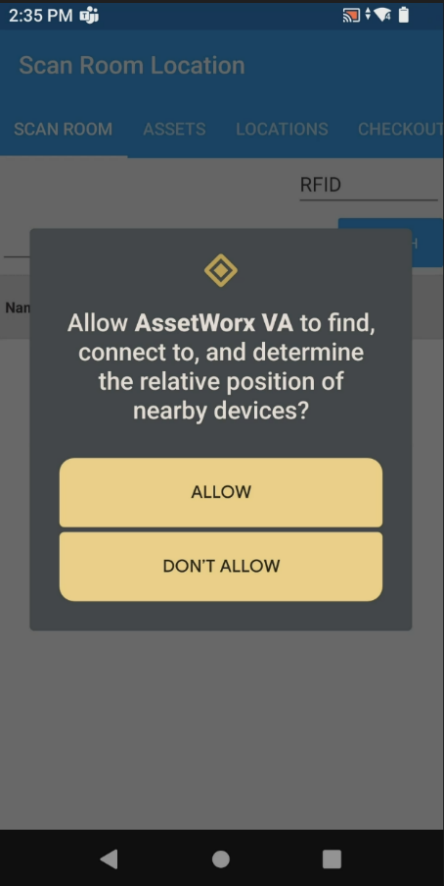 2:35 PM
Scan Room Location
SCAN ROOM ASSETS LOCATIONS CHECKOUT
RFID
H
Nam
Allow AssetWorx VA to find,
connect to, and determine
the relative position of
nearby devices?
ALLOW
DON'T ALLOW